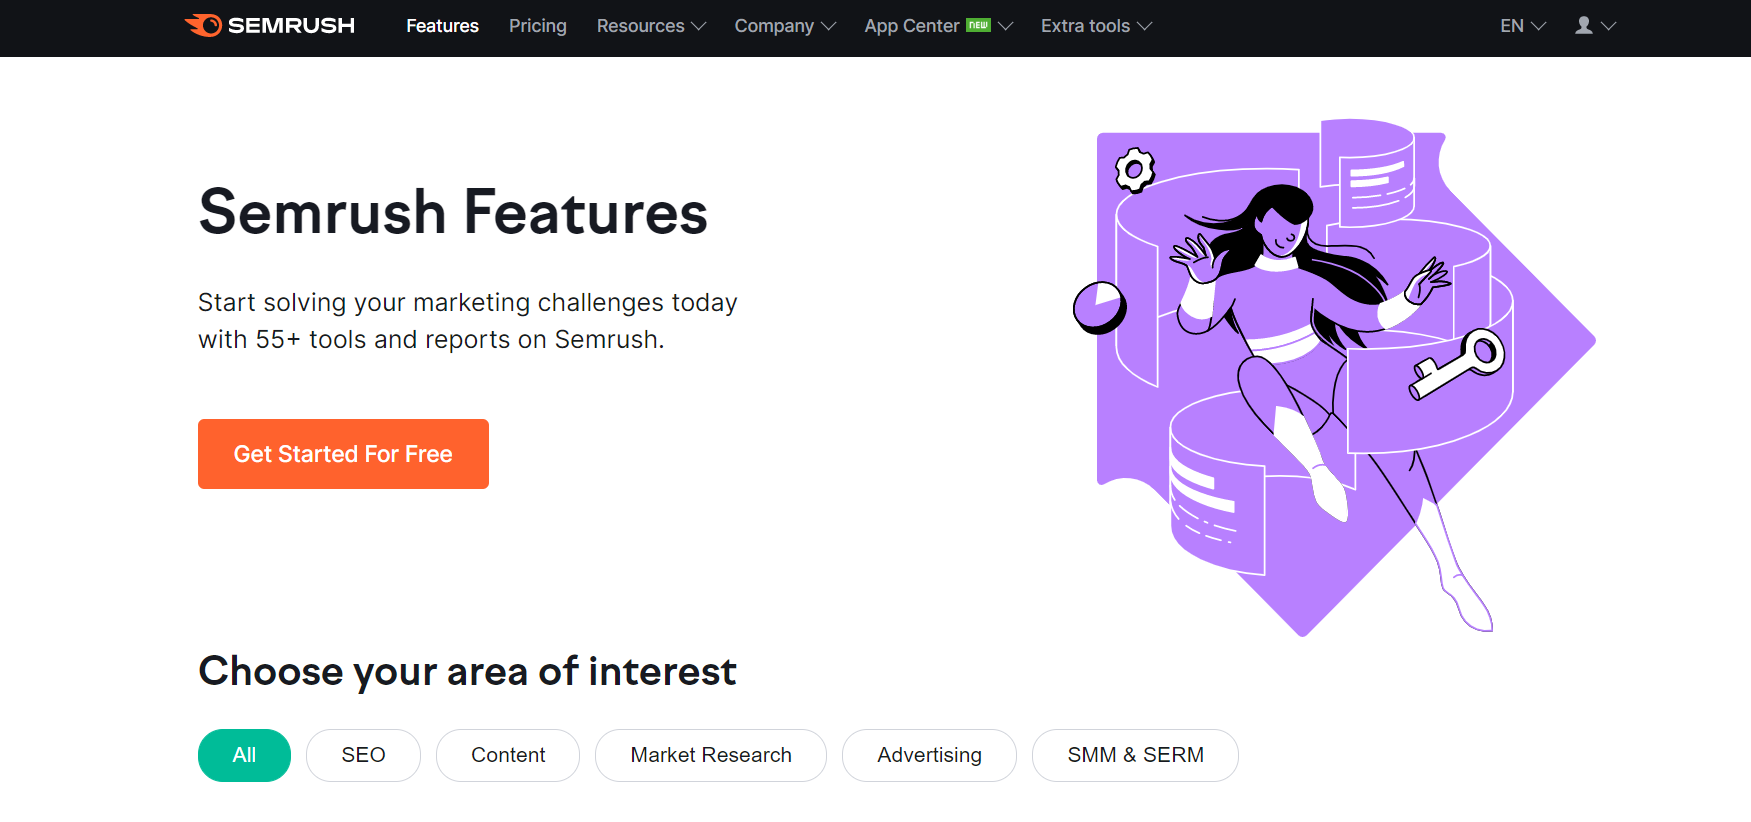 SEMRUSH Features Pricing Resources Company App Center NEW Extra tools EN
Semrush Features
Start solving your marketing challenges today
with 55+ tools and reports on Semrush.
Get Started For Free
Choose your area of interest
All SEO Content Market Research Advertising SMM & SERM